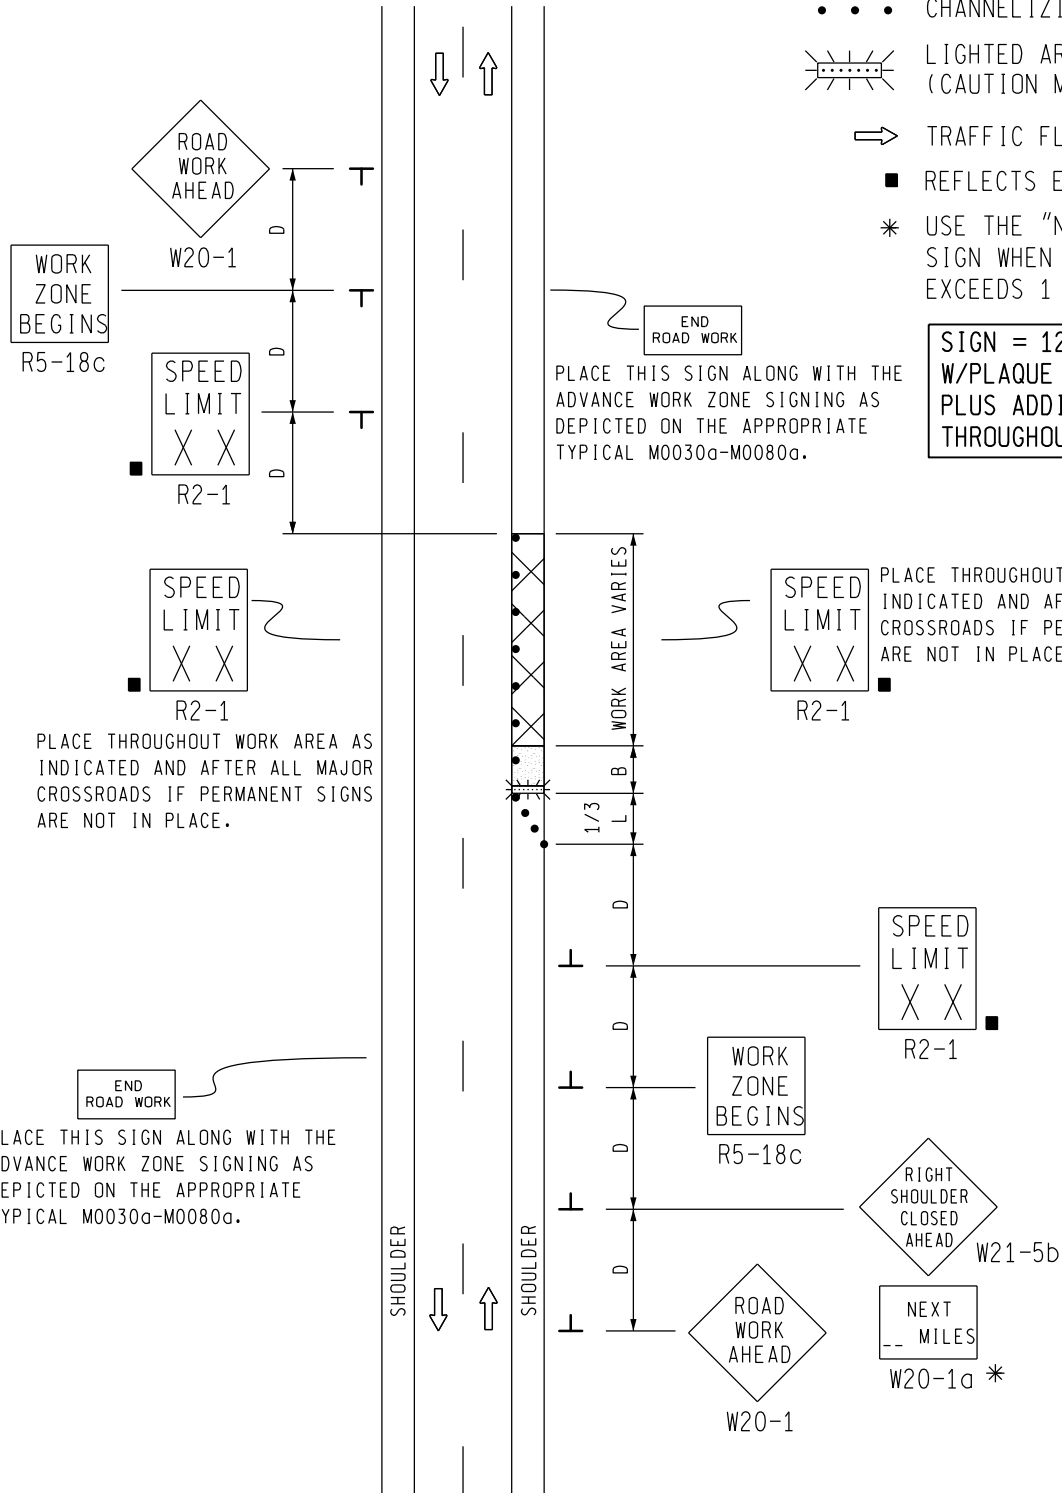 • • • CHANNELIZI
LIGHTED AR
(CAUTION M
TRAFFIC FL
■ REFLECTS E
* USE THE "N
SIGN WHEN
EXCEEDS 1
SIGN = 12
W/PLAQUE
PLUS ADDI
THROUGHOU
ROAD
WORK
AHEAD
W20-1
D
WORK
ZONE
BEGINS
R5-18c
D
SPEED
LIMIT
X X
R2-1
D
END
ROAD WORK
PLACE THIS SIGN ALONG WITH THE
ADVANCE WORK ZONE SIGNING AS
DEPICTED ON THE APPROPRIATE
TYPICAL M0030a-M0080a.
SPEED
LIMIT
X X
R2-1
PLACE THROUGHOUT WORK AREA AS
INDICATED AND AFTER ALL MAJOR
CROSSROADS IF PERMANENT SIGNS
ARE NOT IN PLACE.
WORK AREA VARIES
SPEED
LIMIT
X X
R2-1
PLACE THROUGHOUT
INDICATED AND AF
CROSSROADS IF PE
ARE NOT IN PLACE
B
1/3 L
D
SPEED
LIMIT
X X
R2-1
D
WORK
ZONE
BEGINS
R5-18c
D
RIGHT
SHOULDER
CLOSED
AHEAD
W21-5b
D
ROAD
WORK
AHEAD
W20-1
NEXT
__ MILES
W20-1a *
END
ROAD WORK
LACE THIS SIGN ALONG WITH THE
DVANCE WORK ZONE SIGNING AS
EPICTED ON THE APPROPRIATE
YPICAL M0030a-M0080a.
SHOULDER
SHOULDER